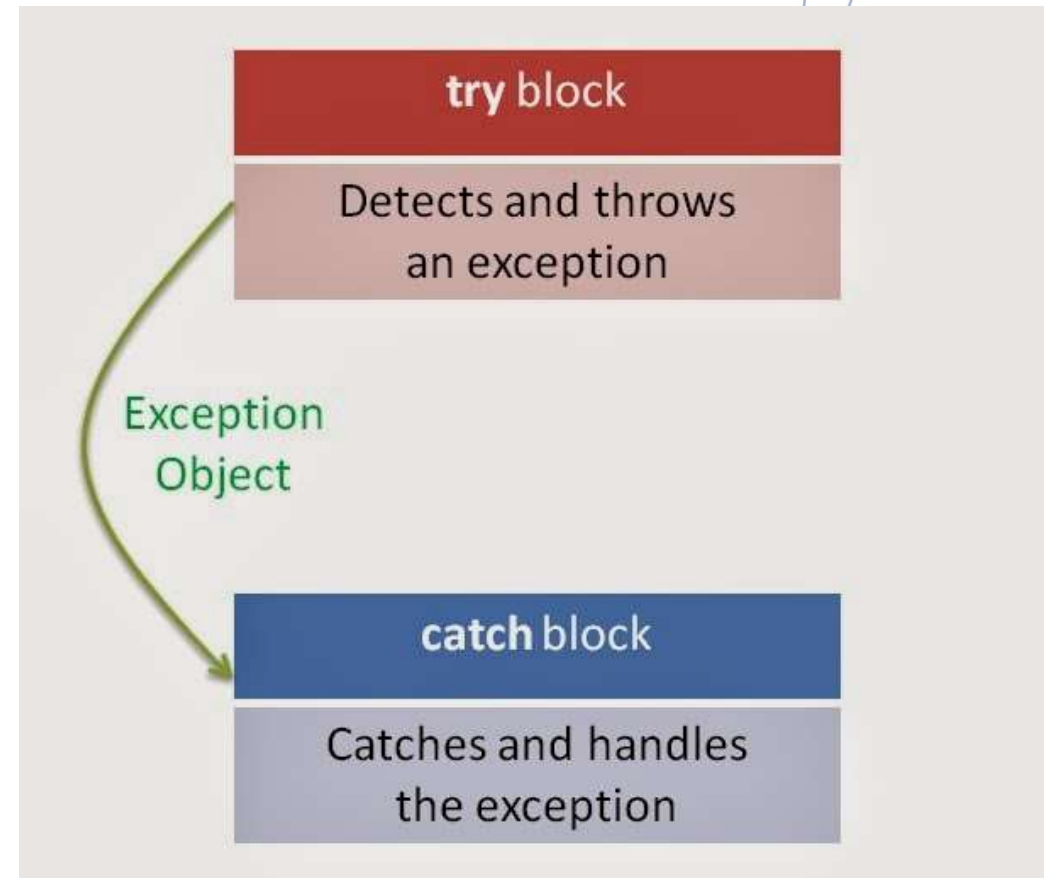 try block
Detects and throws
an exception
Exception
Object
catch block
Catches and handles
the exception